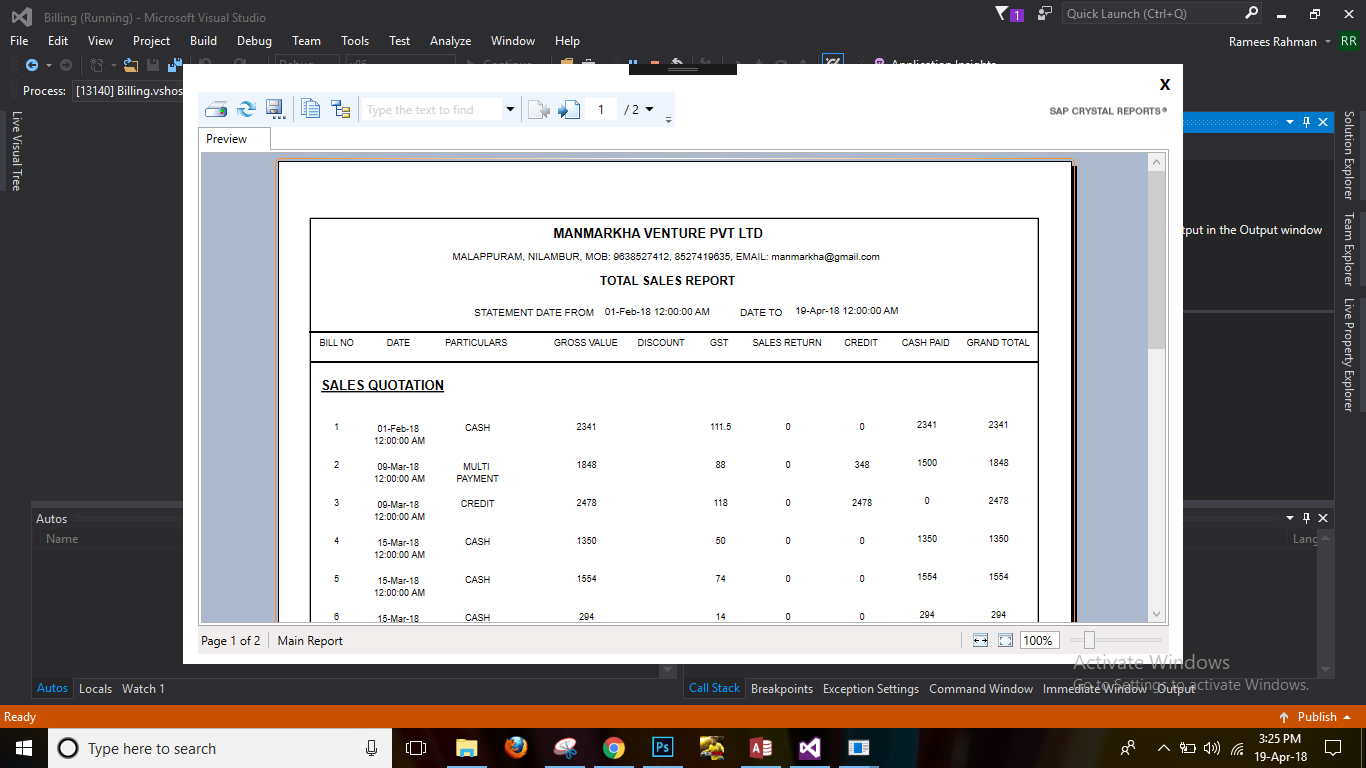 Billing (Running) - Microsoft Visual Studio
1
Quick Launch (Ctrl+Q)
File Edit View Project Build Debug Team Tools Test Analyze Window Help
Ramees Rahman RR
Process: [13140] Billing.vshos
Application Insights
X
Type the text to find
1 / 2
SAP CRYSTAL REPORTS®
Preview
Live Visual Tree
Solution Explorer
Team Explorer
Live Property Explorer
tput in the Output window
MANMARKHA VENTURE PVT LTD
MALAPPURAM, NILAMBUR, MOB: 9638527412, 8527419635, EMAIL: manmarkha@gmail.com
TOTAL SALES REPORT
STATEMENT DATE FROM 01-Feb-18 12:00:00 AM DATE TO 19-Apr-18 12:00:00 AM
BILL NO DATE PARTICULARS GROSS VALUE DISCOUNT GST SALES RETURN CREDIT CASH PAID GRAND TOTAL
SALES QUOTATION
1 01-Feb-18 CASH 2341 111.5 0 0 2341 2341
12:00:00 AM
2 09-Mar-18 MULTI 1848 88 0 348 1500 1848
12:00:00 AM PAYMENT
3 09-Mar-18 CREDIT 2478 118 0 2478 0 2478
12:00:00 AM
4 15-Mar-18 CASH 1350 50 0 0 1350 1350
12:00:00 AM
5 15-Mar-18 CASH 1554 74 0 0 1554 1554
12:00:00 AM
6 15-Mar-18 CASH 294 14 0 0 294 294
Page 1 of 2 Main Report
100%
Autos
Name
Lang
Activate Windows
Go to Settings to activate Windows.
Autos Locals Watch 1
Call Stack Breakpoints Exception Settings Command Window Immediate Window Output
Ready
Publish
Type here to search
Ps
3:25 PM
19-Apr-18